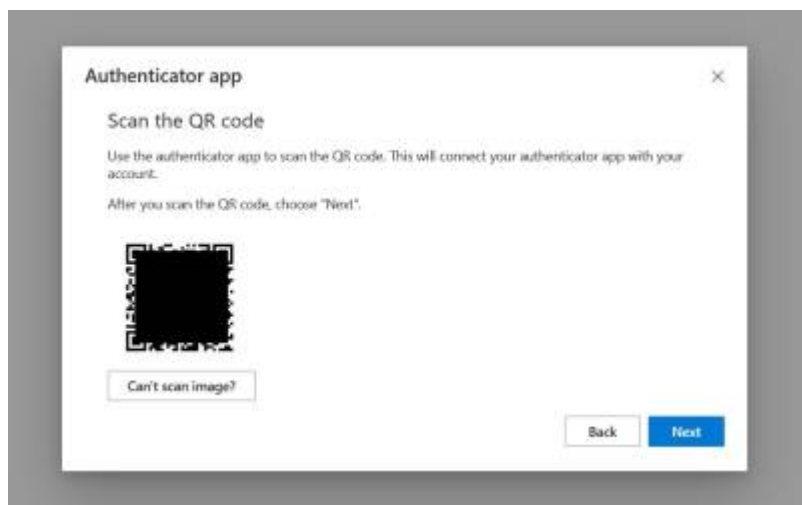 Authenticator app
Scan the QR code
Use the authenticator app to scan the QR code. This will connect your authenticator app with your
account.
After you scan the QR code, choose "Next".
Can't scan image?
Back Next